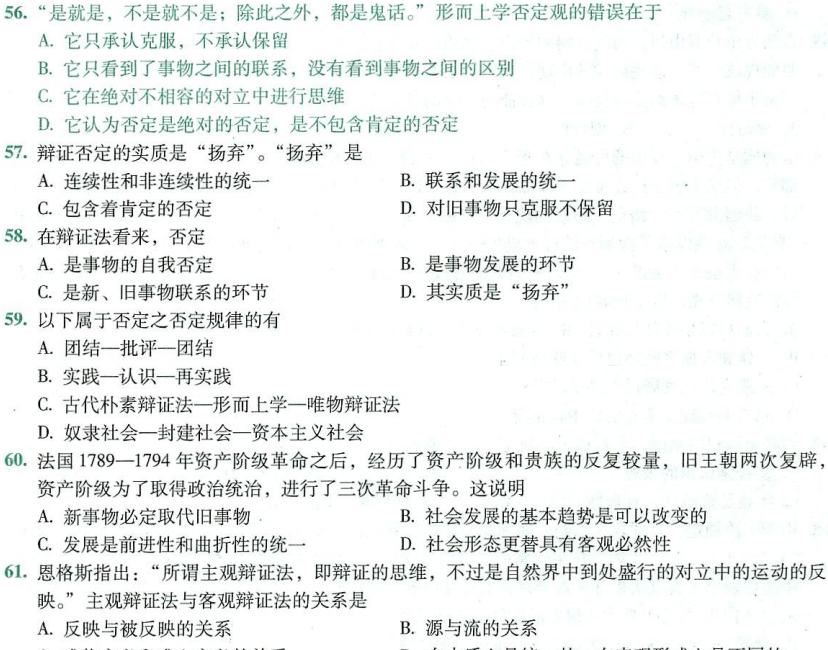 56. “是就是，不是就不是；除此之外，都是鬼话。”形而上学否定观的错误在于
A. 它只承认克服，不承认保留
B. 它只看到了事物之间的联系，没有看到事物之间的区别
C. 它在绝对不相容的对立中进行思维
D. 它认为否定是绝对的否定，是不包含肯定的否定
57. 辩证否定的实质是“扬弃”。“扬弃”是
A. 连续性和非连续性的统一 B. 联系和发展的统一
C. 包含着肯定的否定 D. 对旧事物只克服不保留
58. 在辩证法看来，否定
A. 是事物的自我否定 B. 是事物发展的环节
C. 是新、旧事物联系的环节 D. 其实质是“扬弃”
59. 以下属于否定之否定规律的有
A. 团结—批评—团结
B. 实践—认识—再实践
C. 古代朴素辩证法—形而上学—唯物辩证法
D. 奴隶社会—封建社会—资本主义社会
60. 法国1789—1794年资产阶级革命之后，经历了资产阶级和贵族的反复较量，旧王朝两次复辟，
资产阶级为了取得政治统治，进行了三次革命斗争。这说明
A. 新事物必定取代旧事物 B. 社会发展的基本趋势是可以改变的
C. 发展是前进性和曲折性的统一 D. 社会形态更替具有客观必然性
61. 恩格斯指出：“所谓主观辩证法，即辩证的思维，不过是自然界中到处盛行的对立中的运动的反
映。”主观辩证法与客观辩证法的关系是
A. 反映与被反映的关系 B. 源与流的关系